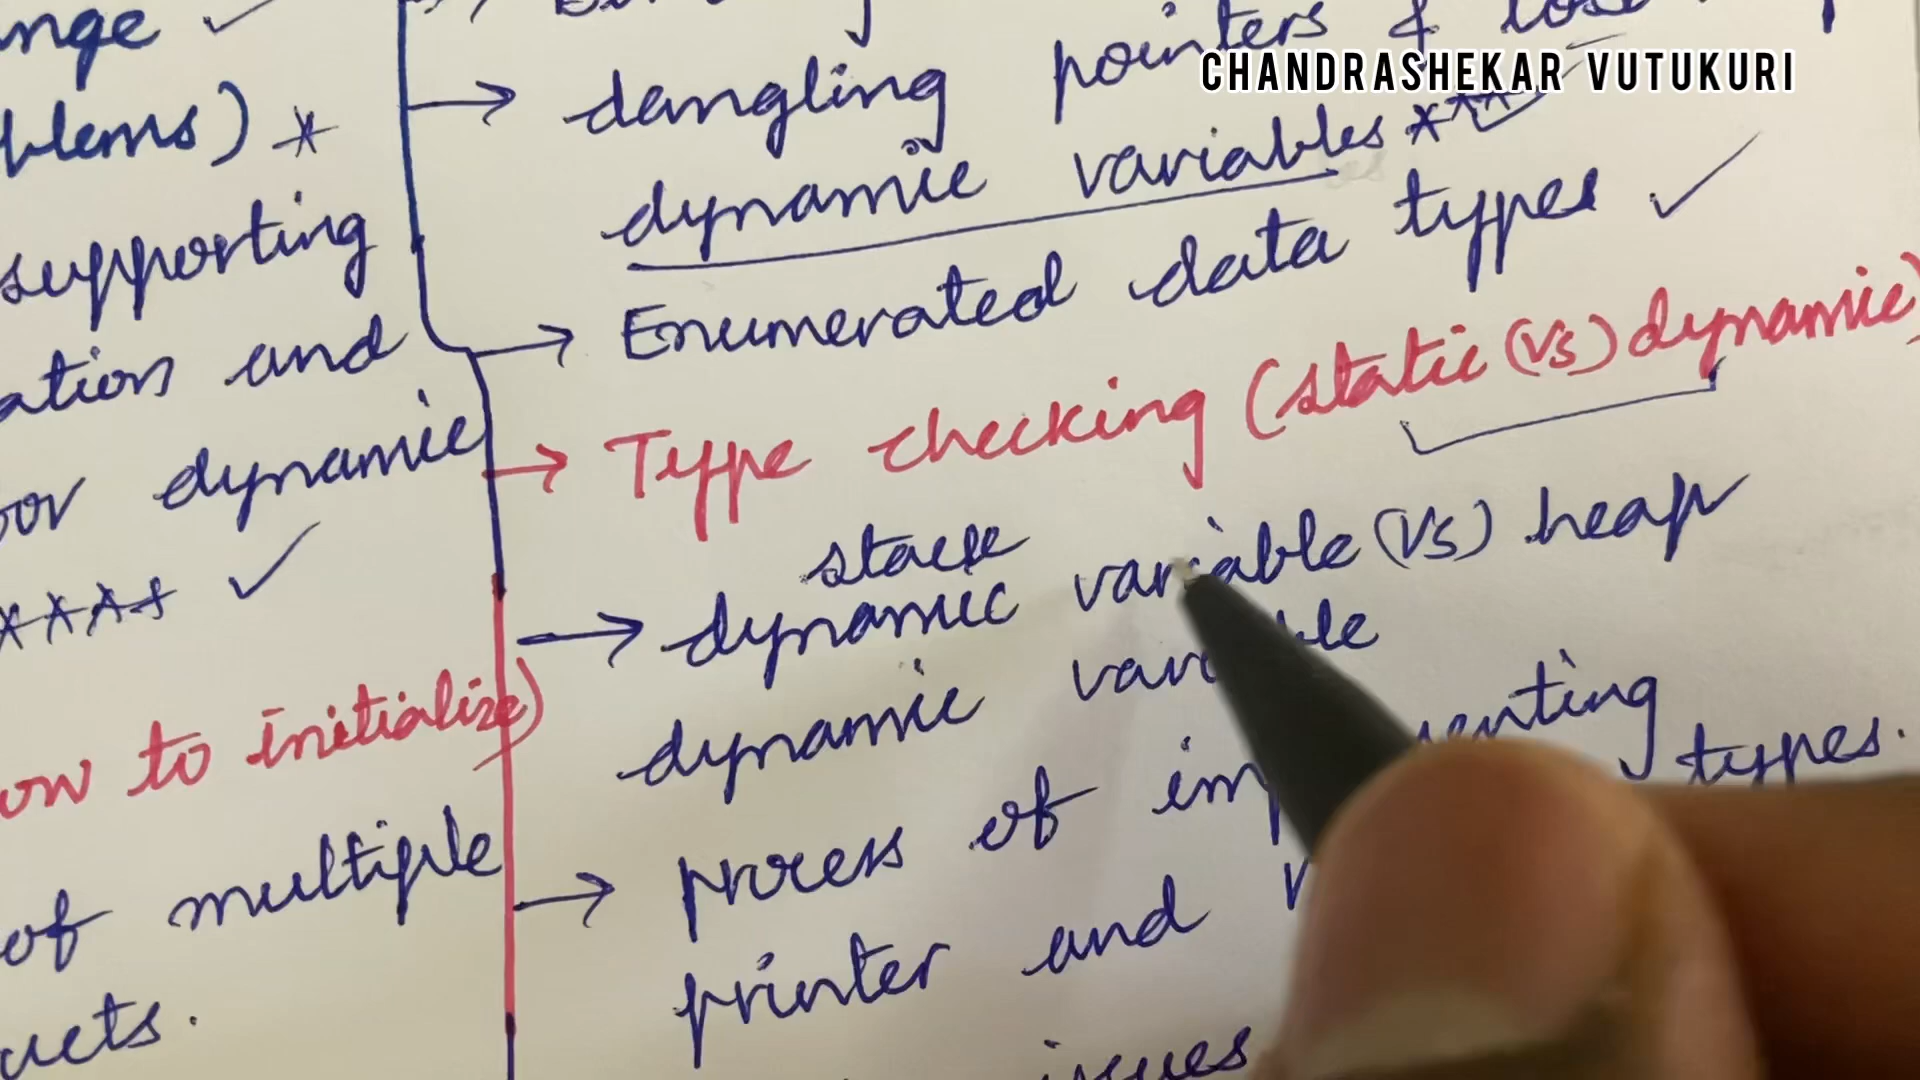 CHANDRASHEKAR VUTUKURI
nge
blems) *
supporting
ation and
or dynamic
****
ow to initialize)
of multiple
ucts.
dangling pointers &
dynamic variables ***
Enumerated data types
Type checking (static (vs) dynamic)
stack
dynamic variable (vs) heap
dynamic variable
process of implementing
printer and types.
issues